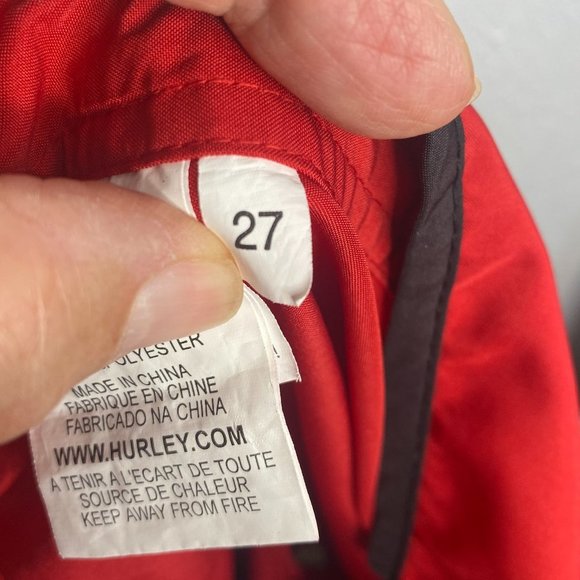 27
POLYESTER
MADE IN CHINA
FABRIQUE EN CHINE
FABRICADO NA CHINA
WWW.HURLEY.COM
A TENIR A L'ECART DE TOUTE
SOURCE DE CHALEUR
KEEP AWAY FROM FIRE